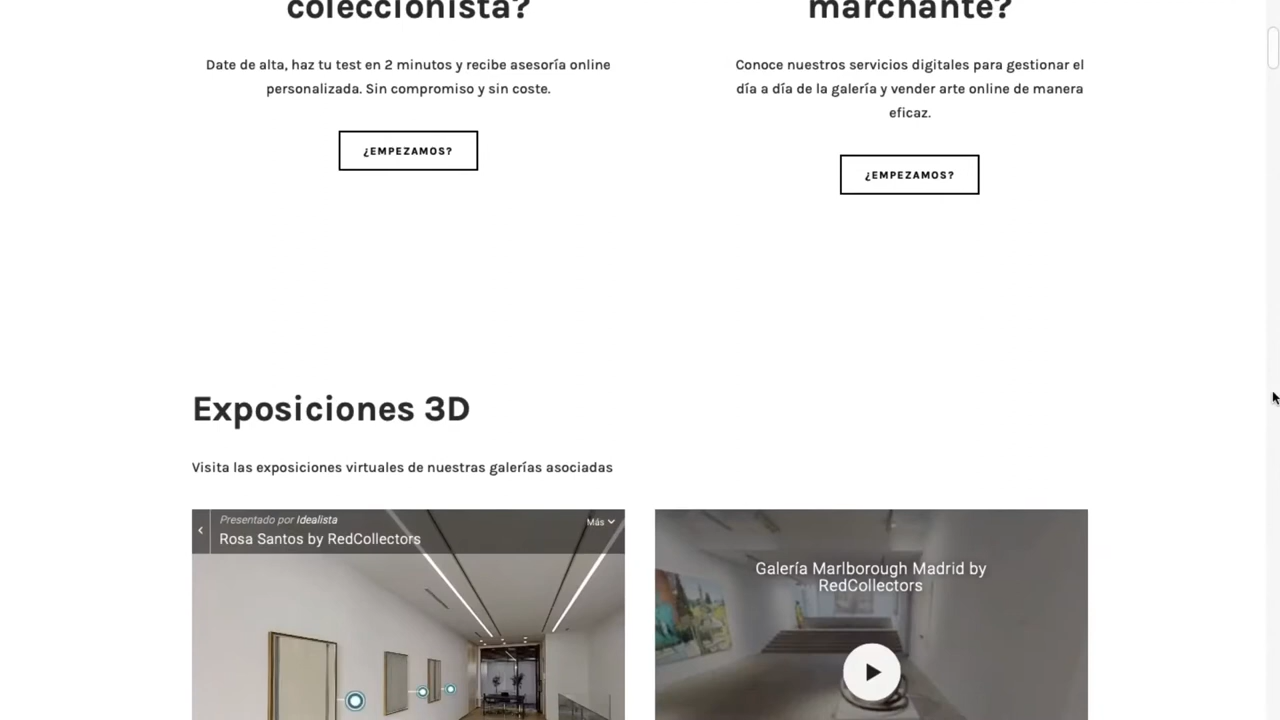 coleccionista?
Date de alta, haz tu test en 2 minutos y recibe asesoría online
personalizada. Sin compromiso y sin coste.
¿EMPEZAMOS?
marchante?
Conoce nuestros servicios digitales para gestionar el
día a día de la galería y vender arte online de manera
eficaz.
¿EMPEZAMOS?
Exposiciones 3D
Visita las exposiciones virtuales de nuestras galerías asociadas
Presentado por Idealista
Más
Rosa Santos by RedCollectors
Galería Marlborough Madrid by
RedCollectors